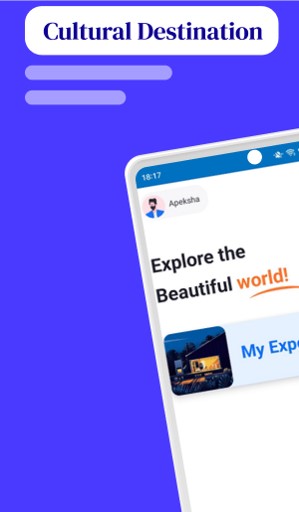 Cultural Destination
18:17
Apeksha
Explore the
Beautiful world!
My Exp